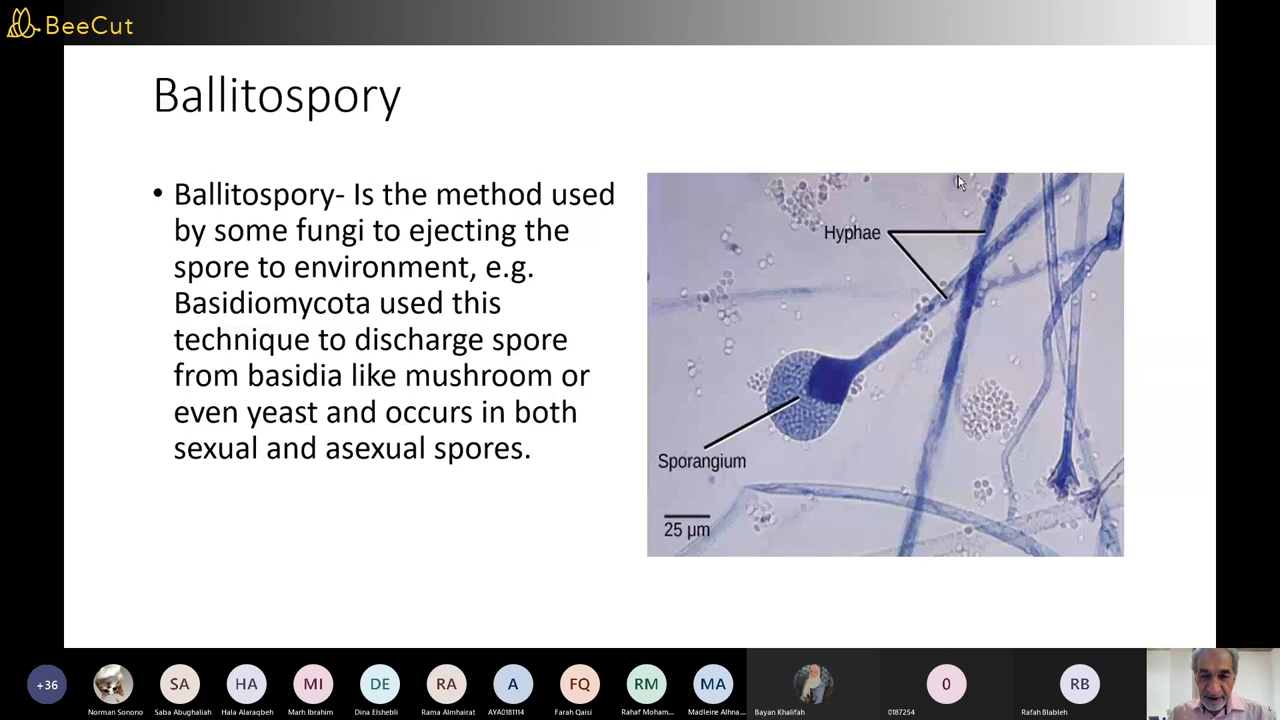 BeeCut
Ballitospory
• Ballitospory- Is the method used
by some fungi to ejecting the
spore to environment, e.g.
Basidiomycota used this
technique to discharge spore
from basidia like mushroom or
even yeast and occurs in both
sexual and asexual spores.
Hyphae
Sporangium
25 µm
+36
SA
HA
MI
DE
RA
A
FQ
RM
MA
0
RB
Norman Sonono
Saba Abughaliah
Hala Alaraqbeh
Marh Ibrahim
Dina Elshebli
Rama Almhairat
AYA0181114
Farah Qaisi
Rahaf Moham...
Madleine Alhna...
Bayan Khalifah
0187254
Rafah Blableh